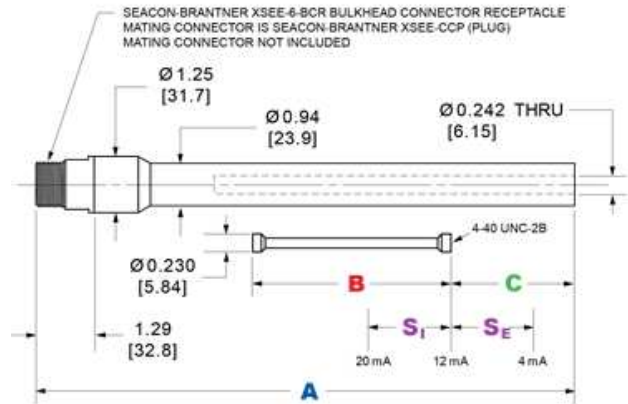 SEACON-BRANTNER XSEE-6-BCR BULKHEAD CONNECTOR RECEPTACLE
MATING CONNECTOR IS SEACON-BRANTNER XSEE-CCP (PLUG)
MATING CONNECTOR NOT INCLUDED
Ø 1.25
[31.7]
Ø 0.94
[23.9]
Ø 0.242 THRU
[6.15]
4-40 UNC-2B
Ø 0.230
[5.84]
B
C
1.29
[32.8]
SI
SE
20 mA
12 mA
4 mA
A